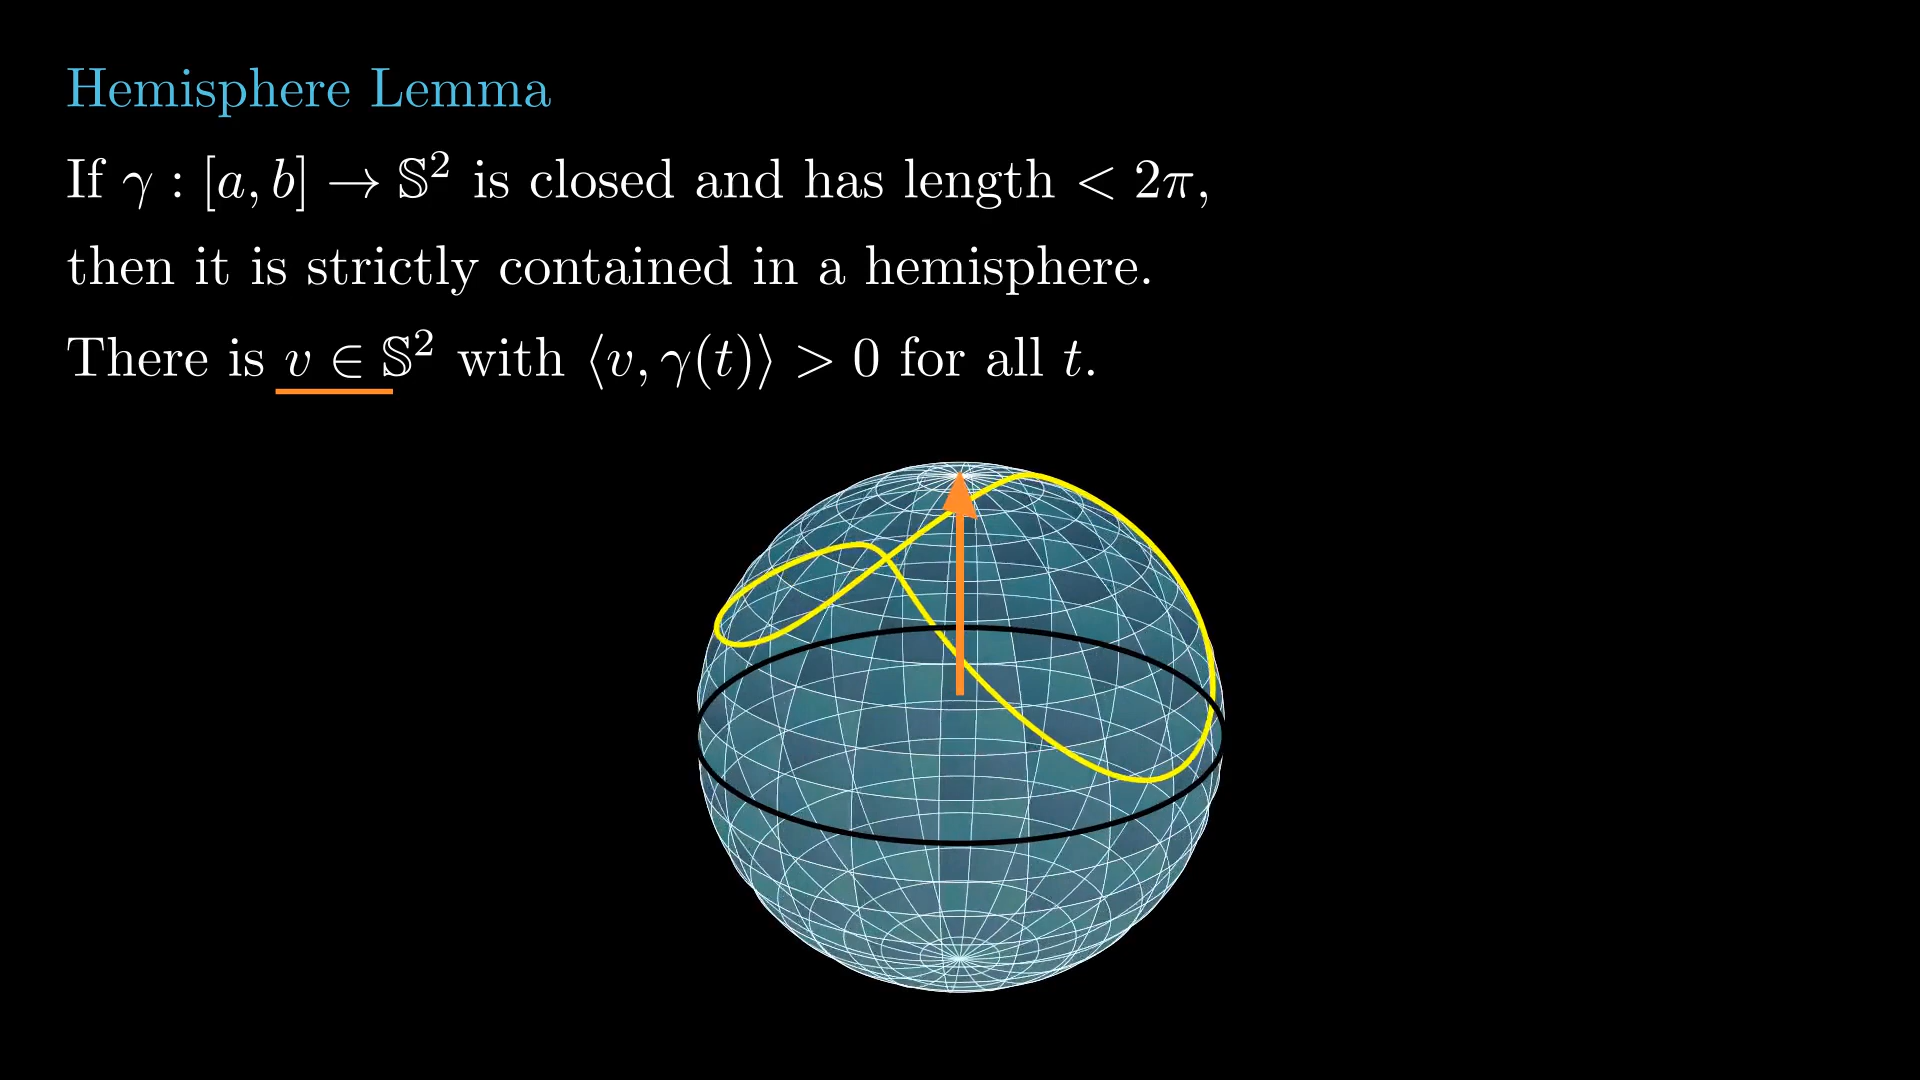 Hemisphere Lemma
If γ : [a, b] → 𝕊² is closed and has length < 2π,
then it is strictly contained in a hemisphere.
There is v ∈ 𝕊² with ⟨v, γ(t)⟩ > 0 for all t.